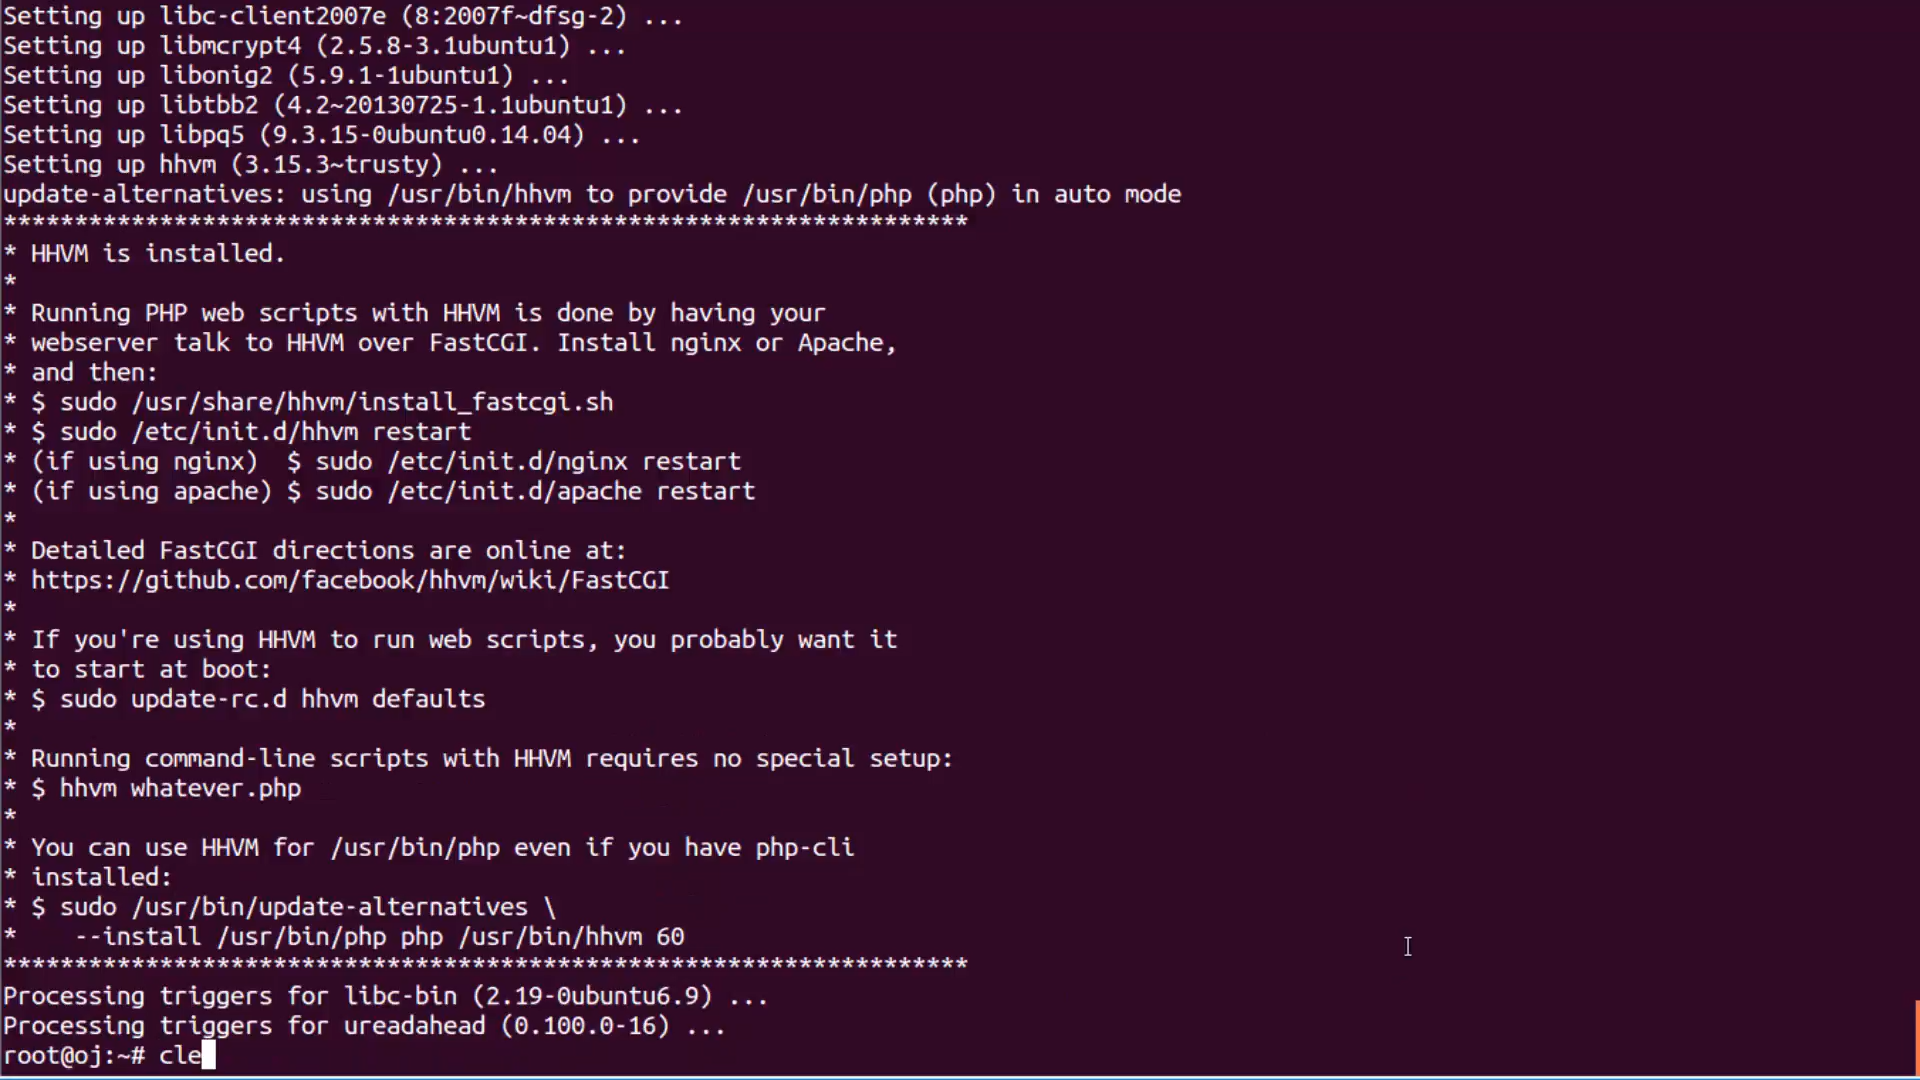 Setting up libc-client2007e (8:2007f~dfsg-2) ...
Setting up libmcrypt4 (2.5.8-3.1ubuntu1) ...
Setting up libonig2 (5.9.1-1ubuntu1) ...
Setting up libtbb2 (4.2~20130725-1.1ubuntu1) ...
Setting up libpq5 (9.3.15-0ubuntu0.14.04) ...
Setting up hhvm (3.15.3~trusty) ...
update-alternatives: using /usr/bin/hhvm to provide /usr/bin/php (php) in auto mode
********************************************************************
* HHVM is installed.
*
* Running PHP web scripts with HHVM is done by having your
* webserver talk to HHVM over FastCGI. Install nginx or Apache,
* and then:
* $ sudo /usr/share/hhvm/install_fastcgi.sh
* $ sudo /etc/init.d/hhvm restart
* (if using nginx)  $ sudo /etc/init.d/nginx restart
* (if using apache) $ sudo /etc/init.d/apache restart
*
* Detailed FastCGI directions are online at:
* https://github.com/facebook/hhvm/wiki/FastCGI
*
* If you're using HHVM to run web scripts, you probably want it
* to start at boot:
* $ sudo update-rc.d hhvm defaults
*
* Running command-line scripts with HHVM requires no special setup:
* $ hhvm whatever.php
*
* You can use HHVM for /usr/bin/php even if you have php-cli
* installed:
* $ sudo /usr/bin/update-alternatives \
*    --install /usr/bin/php php /usr/bin/hhvm 60
********************************************************************
Processing triggers for libc-bin (2.19-0ubuntu6.9) ...
Processing triggers for ureadahead (0.100.0-16) ...
root@oj:~# cle